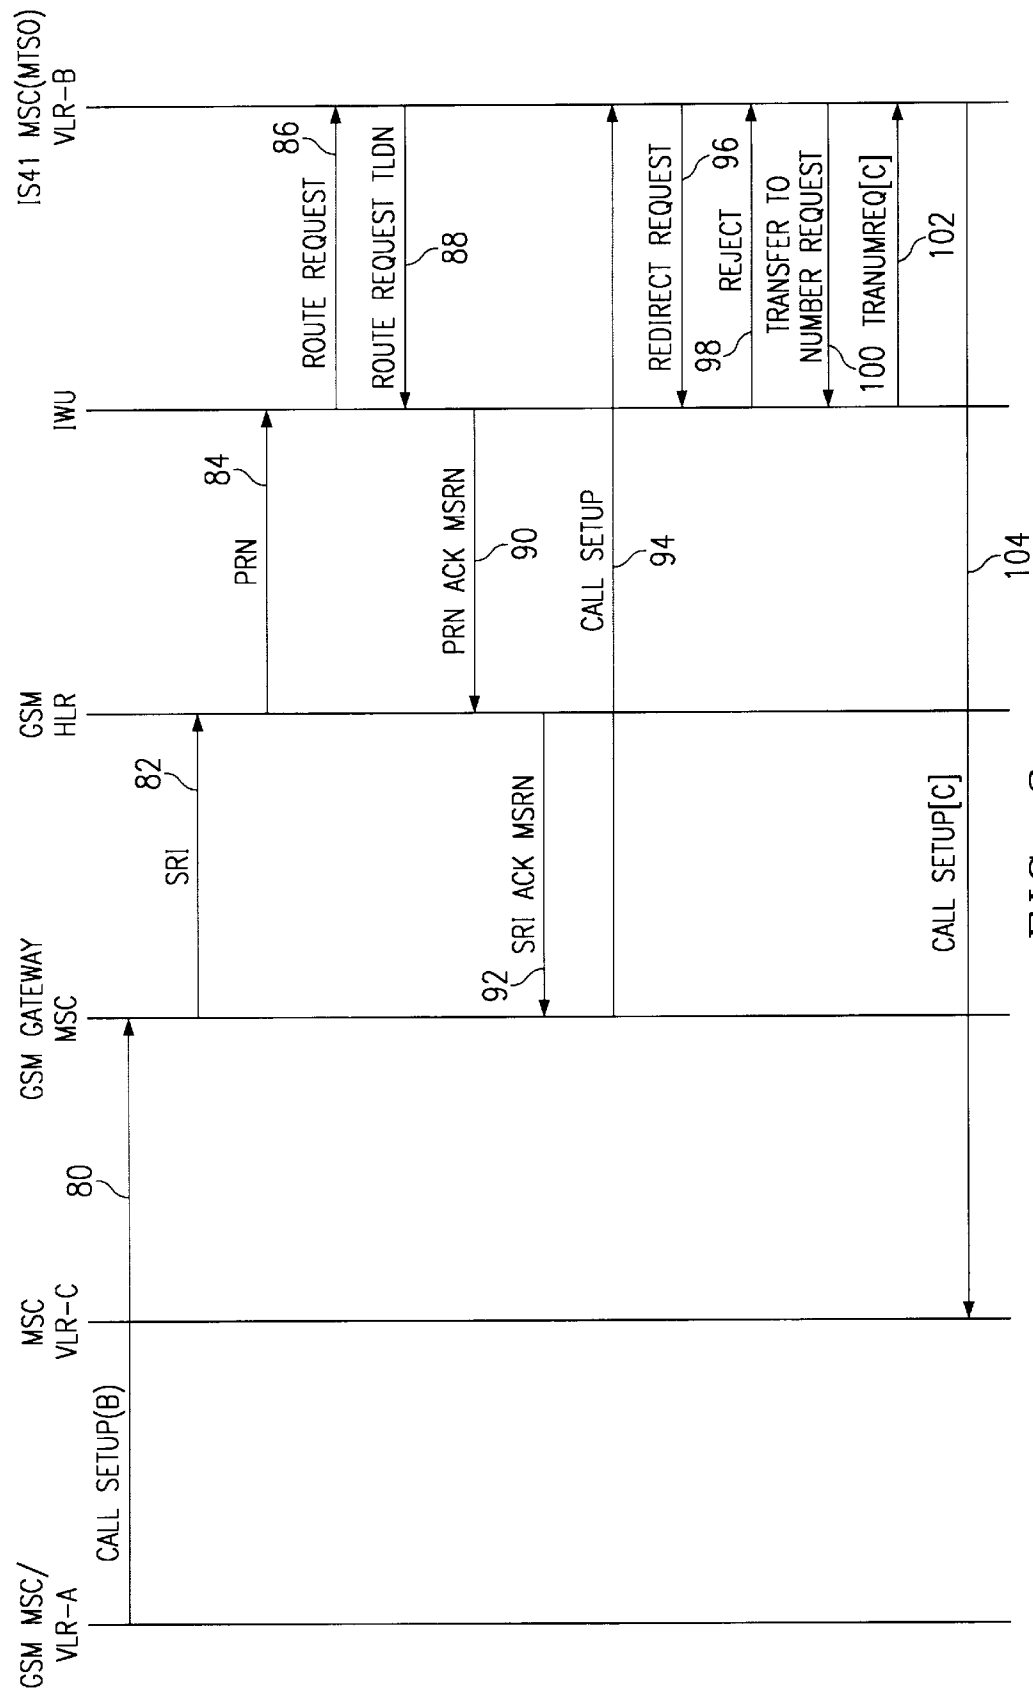 GSM MSC/
VLR-A
MSC
VLR-C
GSM GATEWAY
MSC
GSM
HLR
IWU
IS41 MSC(MTSO)
VLR-B
CALL SETUP(B)
80
SRI
82
PRN
84
ROUTE REQUEST
86
ROUTE REQUEST TLDN
88
PRN ACK MSRN
90
92
SRI ACK MSRN
CALL SETUP
94
REDIRECT REQUEST
96
98
REJECT
TRANSFER TO
NUMBER REQUEST
100
TRANUMREQ[C]
102
CALL SETUP[C]
104